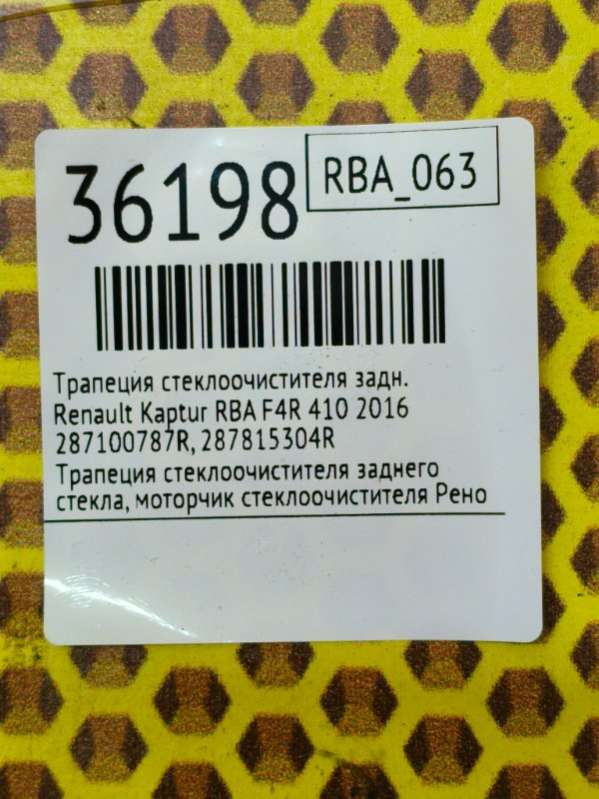 36198
RBA_063
Трапеция стеклоочистителя задн.
Renault Kaptur RBA F4R 410 2016
287100787R, 287815304R
Трапеция стеклоочистителя заднего
стекла, моторчик стеклоочистителя Рено